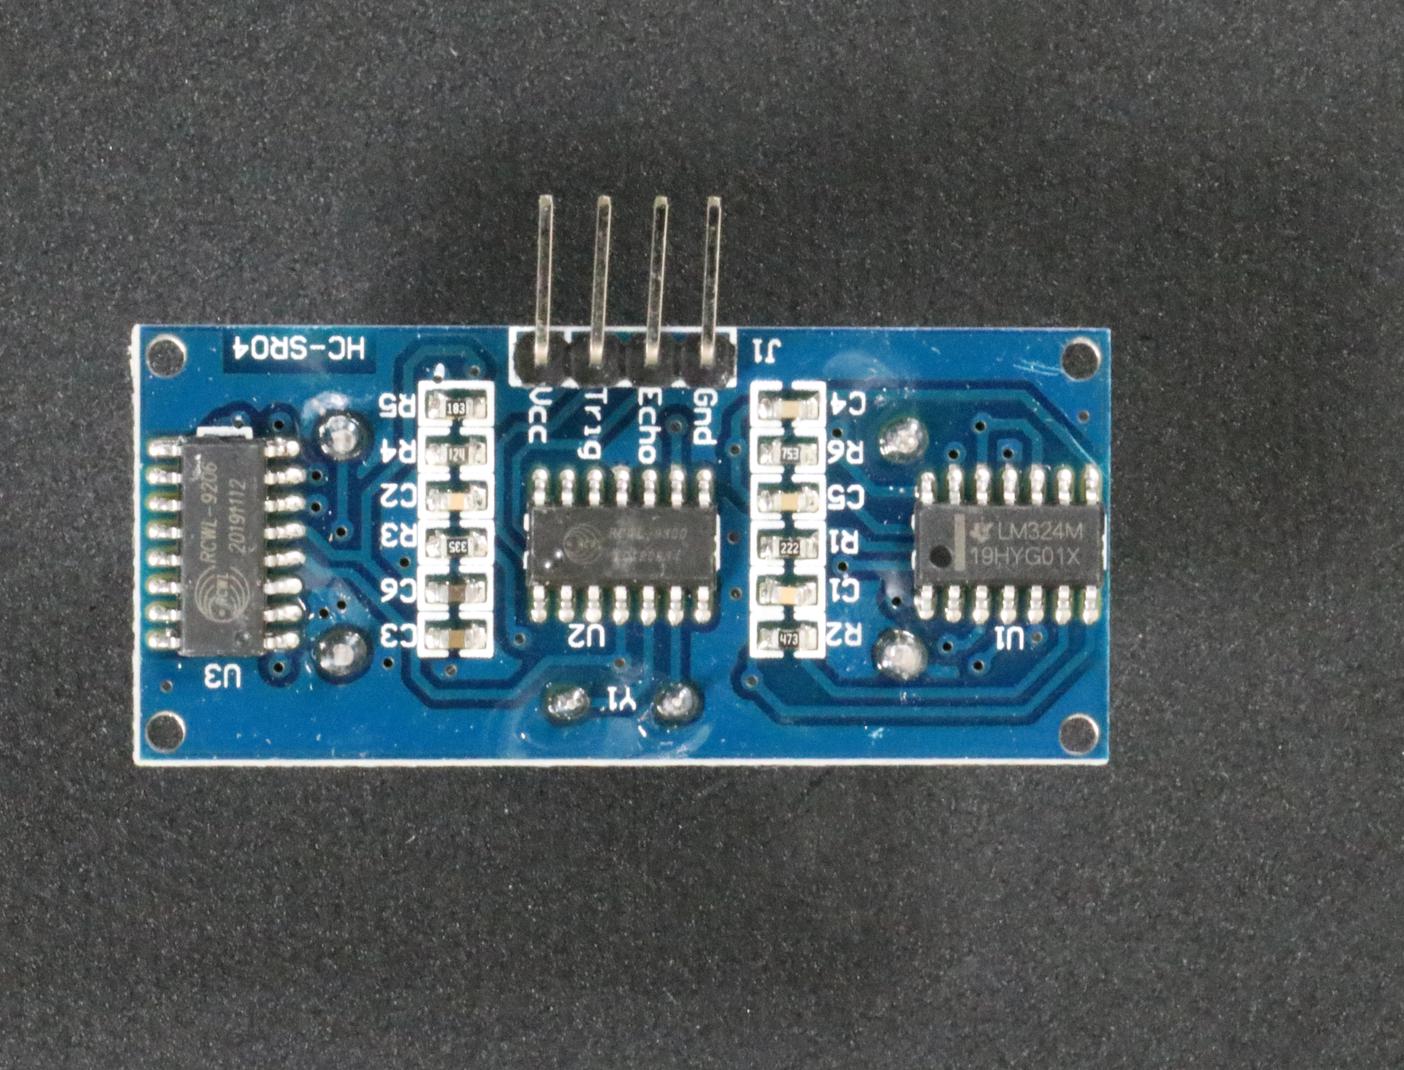 HC-SR04
J1
Vcc
Trig
Echo
Gnd
R5
183
R4
124
C2
R3
335
C6
C3
C4
R6
753
C5
R1
222
C1
R2
473
RCWL-9206
20191112
U3
U2
Y1
LM324M
19HYG01X
U1